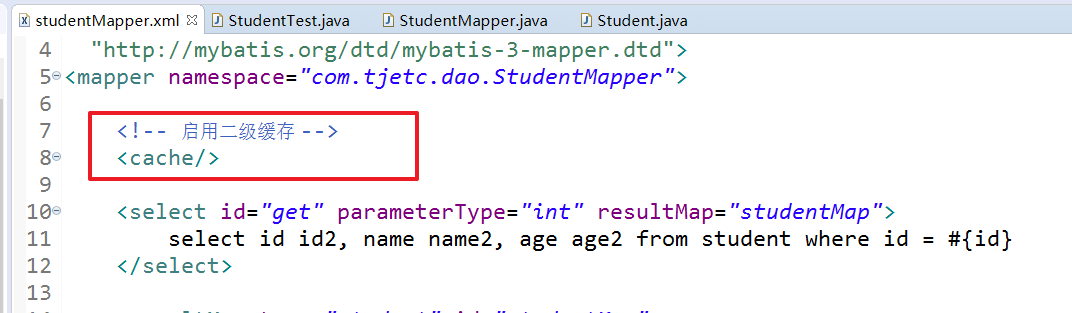 studentMapper.xml StudentTest.java StudentMapper.java Student.java
4 "http://mybatis.org/dtd/mybatis-3-mapper.dtd">
5 <mapper namespace="com.tjetc.dao.StudentMapper">
6
7 <!-- 启用二级缓存 -->
8 <cache/>
9
10 <select id="get" parameterType="int" resultMap="studentMap">
11 select id id2, name name2, age age2 from student where id = #{id}
12 </select>
13